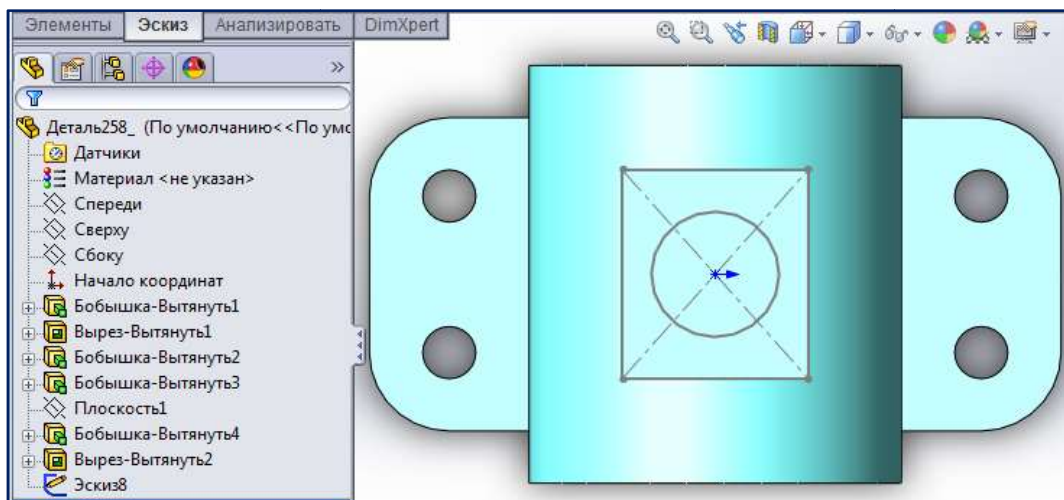 Элементы Эскиз Анализировать DimXpert
»
Деталь258_ (По умолчанию<<По умо
Датчики
Материал <не указан>
Спереди
Сверху
Сбоку
Начало координат
Бобышка-Вытянуть1
Вырез-Вытянуть1
Бобышка-Вытянуть2
Бобышка-Вытянуть3
Плоскость1
Бобышка-Вытянуть4
Вырез-Вытянуть2
Эскиз8